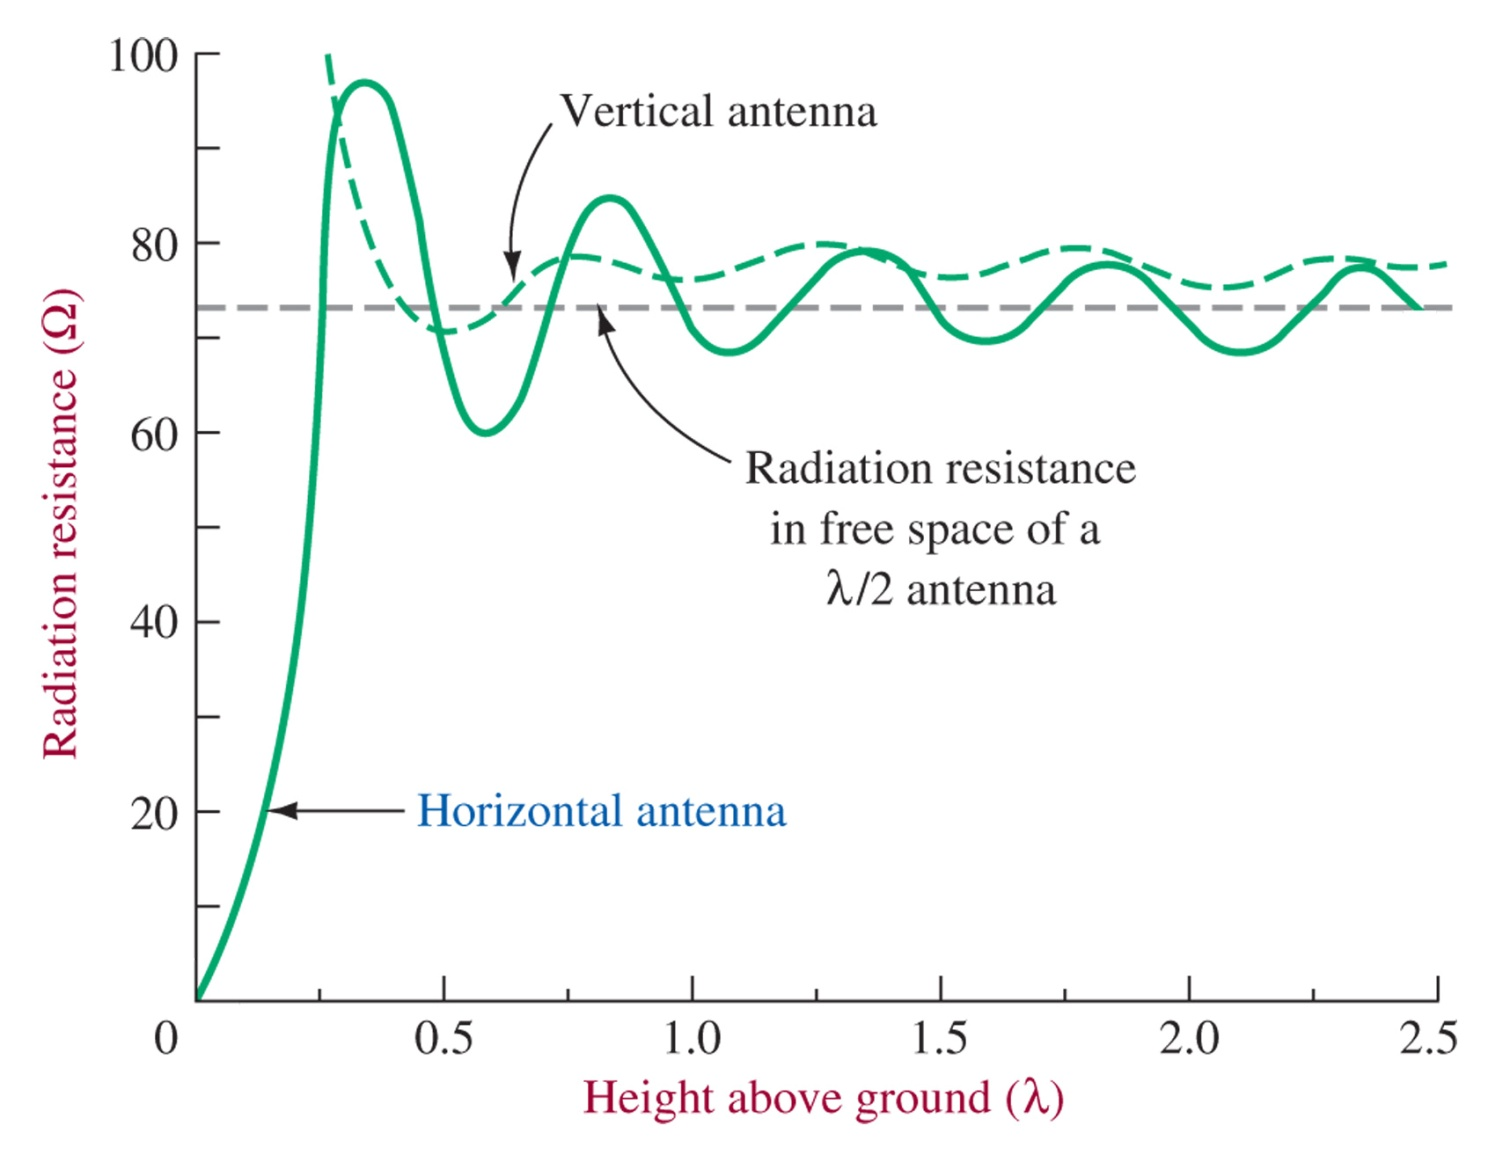 100
80
60
40
20
0
Radiation resistance (Ω)
Vertical antenna
Radiation resistance
in free space of a
λ/2 antenna
Horizontal antenna
0.5
1.0
1.5
2.0
2.5
Height above ground (λ)